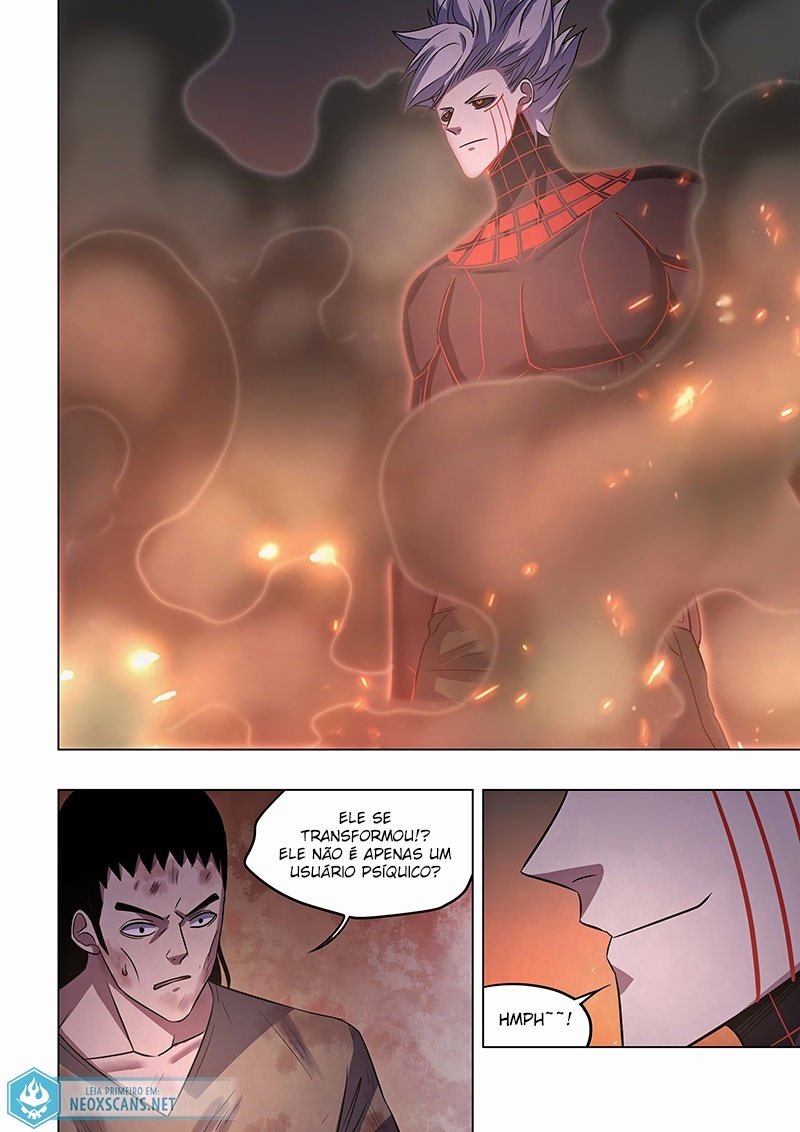 ELE SE
TRANSFORMOU!?
ELE NÃO É APENAS UM
USUÁRIO PSÍQUICO?
HMPH~~!
LEIA PRIMEIRO EM:
NEOXSCANS.NET